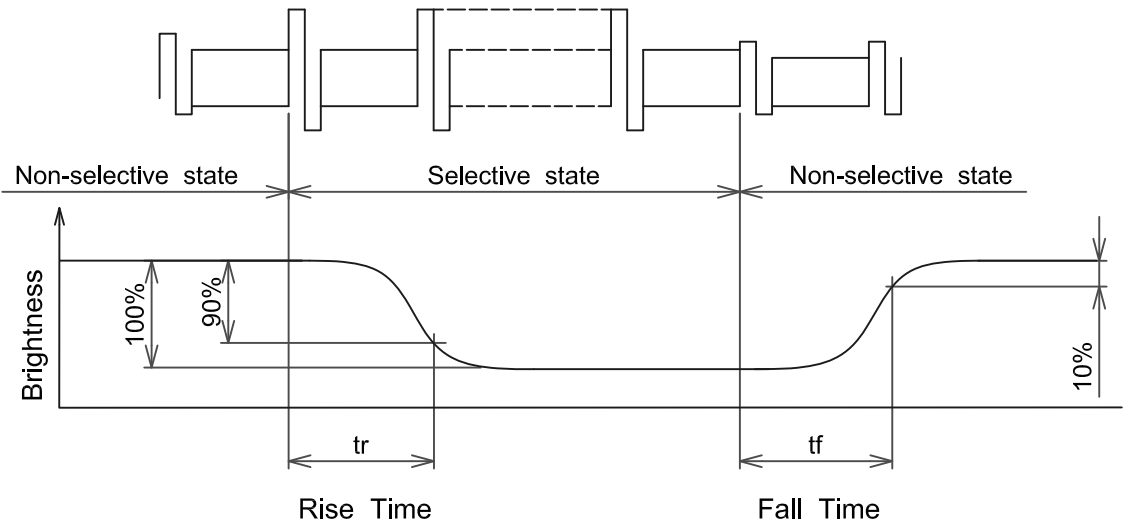 Non-selective state
Selective state
Non-selective state
Brightness
100%
90%
10%
tr
tf
Rise Time
Fall Time